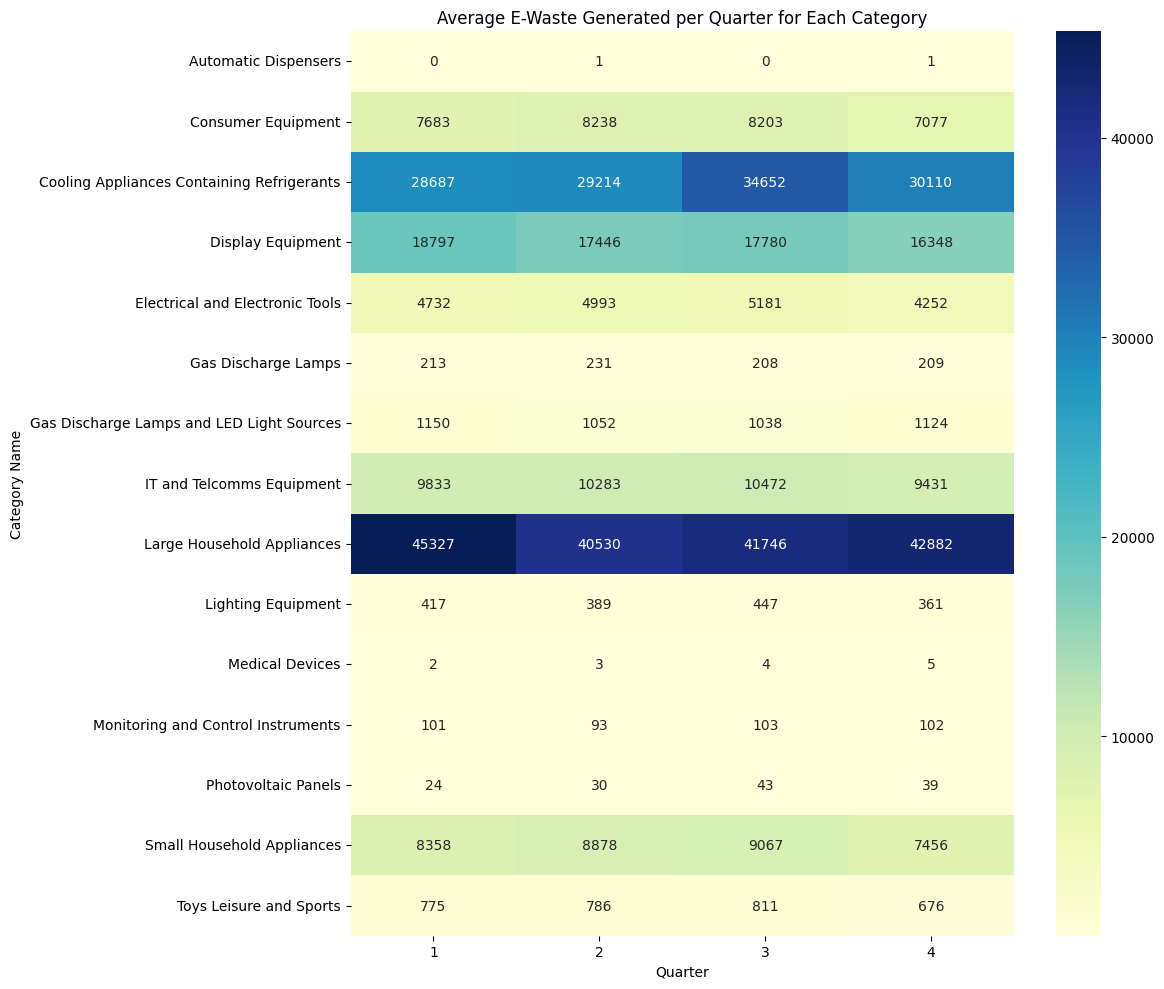 Average E-Waste Generated per Quarter for Each Category
Category Name
Automatic Dispensers 0 1 0 1
Consumer Equipment 7683 8238 8203 7077
Cooling Appliances Containing Refrigerants 28687 29214 34652 30110
Display Equipment 18797 17446 17780 16348
Electrical and Electronic Tools 4732 4993 5181 4252
Gas Discharge Lamps 213 231 208 209
Gas Discharge Lamps and LED Light Sources 1150 1052 1038 1124
IT and Telcomms Equipment 9833 10283 10472 9431
Large Household Appliances 45327 40530 41746 42882
Lighting Equipment 417 389 447 361
Medical Devices 2 3 4 5
Monitoring and Control Instruments 101 93 103 102
Photovoltaic Panels 24 30 43 39
Small Household Appliances 8358 8878 9067 7456
Toys Leisure and Sports 775 786 811 676
1 2 3 4
Quarter
40000
30000
20000
10000